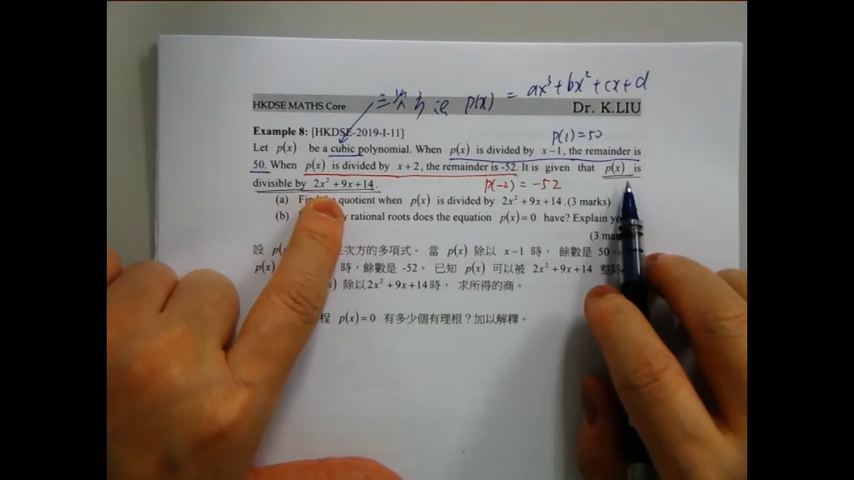 三次多項式 p(x) = ax³+bx²+cx+d
HKDSE MATHS Core Dr. K.LIU
Example 8: [HKDSE-2019-I-11] p(1)=50
Let p(x) be a cubic polynomial. When p(x) is divided by x−1, the remainder is
50. When p(x) is divided by x+2, the remainder is -52. It is given that p(x) is
divisible by 2x²+9x+14. p(-2) = -52
(a) Find quotient when p(x) is divided by 2x²+9x+14. (3 marks)
(b) rational roots does the equation p(x)=0 have? Explain
(3
設 三次方的多項式。當 p(x) 除以 x−1 時，餘數是 50
p(x) 時，餘數是 -52。已知 p(x) 可以被 2x²+9x+14
除以 2x²+9x+14 時，求所得的商。
程 p(x)=0 有多少個有理根？加以解釋。